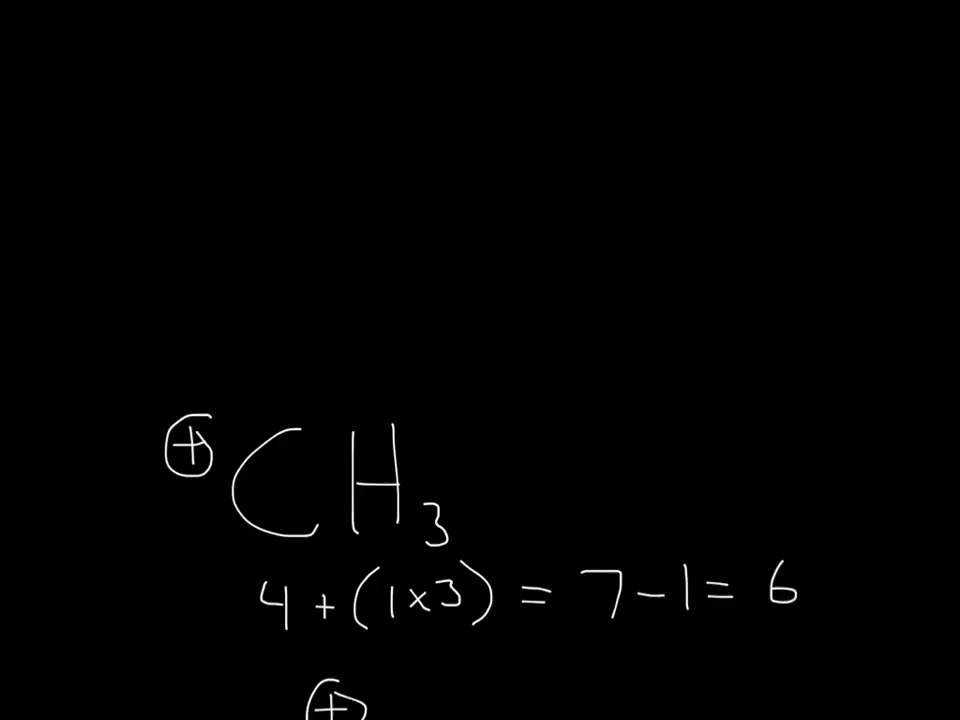 ⊕CH₃
4 + (1×3) = 7 - 1 = 6
⊕